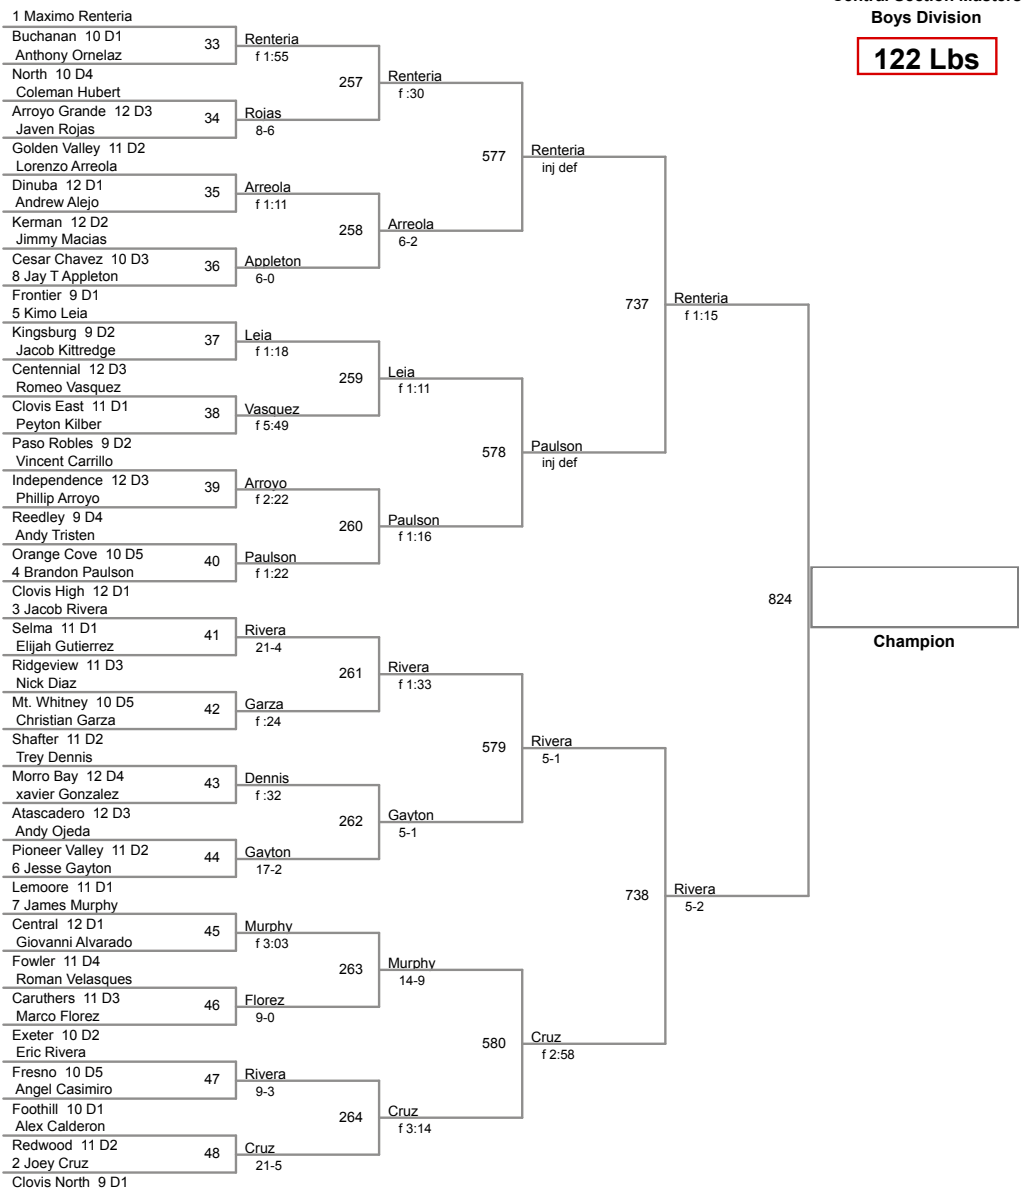 Central Section Masters
Boys Division
122 Lbs
1 Maximo Renteria
Buchanan 10 D1
Anthony Ornelaz
North 10 D4
Coleman Hubert
Arroyo Grande 12 D3
Javen Rojas
Golden Valley 11 D2
Lorenzo Arreola
Dinuba 12 D1
Andrew Alejo
Kerman 12 D2
Jimmy Macias
Cesar Chavez 10 D3
8 Jay T Appleton
Frontier 9 D1
5 Kimo Leia
Kingsburg 9 D2
Jacob Kittredge
Centennial 12 D3
Romeo Vasquez
Clovis East 11 D1
Peyton Kilber
Paso Robles 9 D2
Vincent Carrillo
Independence 12 D3
Phillip Arroyo
Reedley 9 D4
Andy Tristen
Orange Cove 10 D5
4 Brandon Paulson
Clovis High 12 D1
3 Jacob Rivera
Selma 11 D1
Elijah Gutierrez
Ridgeview 11 D3
Nick Diaz
Mt. Whitney 10 D5
Christian Garza
Shafter 11 D2
Trey Dennis
Morro Bay 12 D4
xavier Gonzalez
Atascadero 12 D3
Andy Ojeda
Pioneer Valley 11 D2
6 Jesse Gayton
Lemoore 11 D1
7 James Murphy
Central 12 D1
Giovanni Alvarado
Fowler 11 D4
Roman Velasques
Caruthers 11 D3
Marco Florez
Exeter 10 D2
Eric Rivera
Fresno 10 D5
Angel Casimiro
Foothill 10 D1
Alex Calderon
Redwood 11 D2
2 Joey Cruz
Clovis North 9 D1
33
34
35
36
37
38
39
40
41
42
43
44
45
46
47
48
Renteria
f 1:55
Rojas
8-6
Arreola
f 1:11
Appleton
6-0
Leia
f 1:18
Vasquez
f 5:49
Arroyo
f 2:22
Paulson
f 1:22
Rivera
21-4
Garza
f :24
Dennis
f :32
Gayton
17-2
Murphy
f 3:03
Florez
9-0
Rivera
9-3
Cruz
21-5
257
258
259
260
261
262
263
264
Renteria
f :30
Arreola
6-2
Leia
f 1:11
Paulson
f 1:16
Rivera
f 1:33
Gayton
5-1
Murphy
14-9
Cruz
f 3:14
577
578
579
580
Renteria
inj def
Paulson
inj def
Rivera
5-1
Cruz
f 2:58
737
738
Renteria
f 1:15
Rivera
5-2
824
Champion